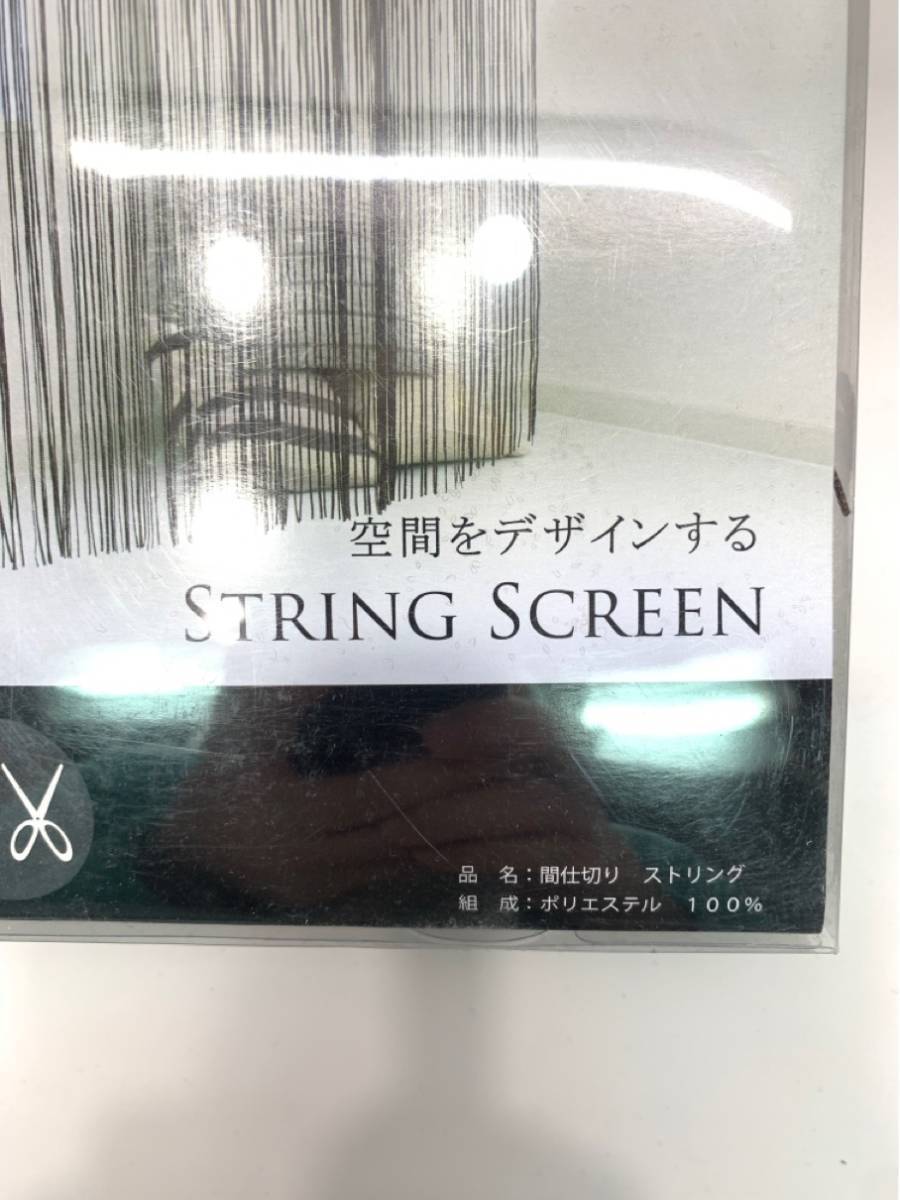 空間をデザインする
STRING SCREEN
品 名：間仕切り ストリング
組 成：ポリエステル １００％